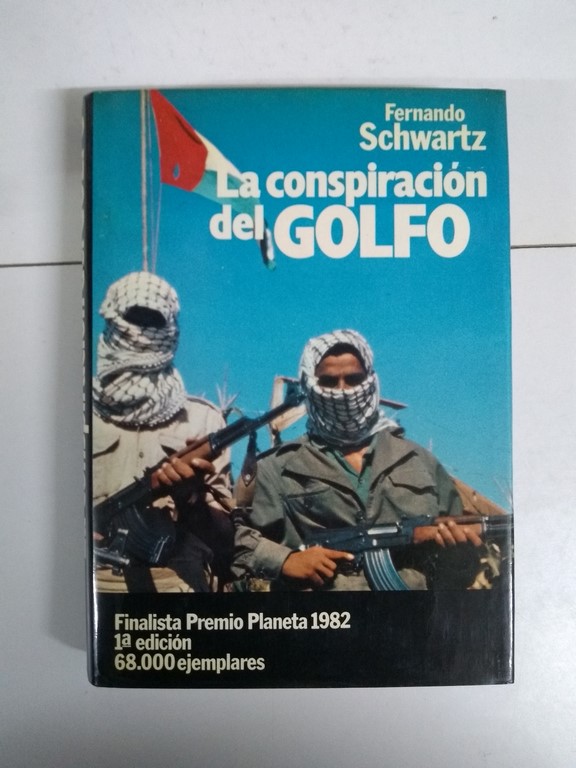 Fernando
Schwartz
La conspiración
del GOLFO
Finalista Premio Planeta 1982
1ª edición
68.000 ejemplares